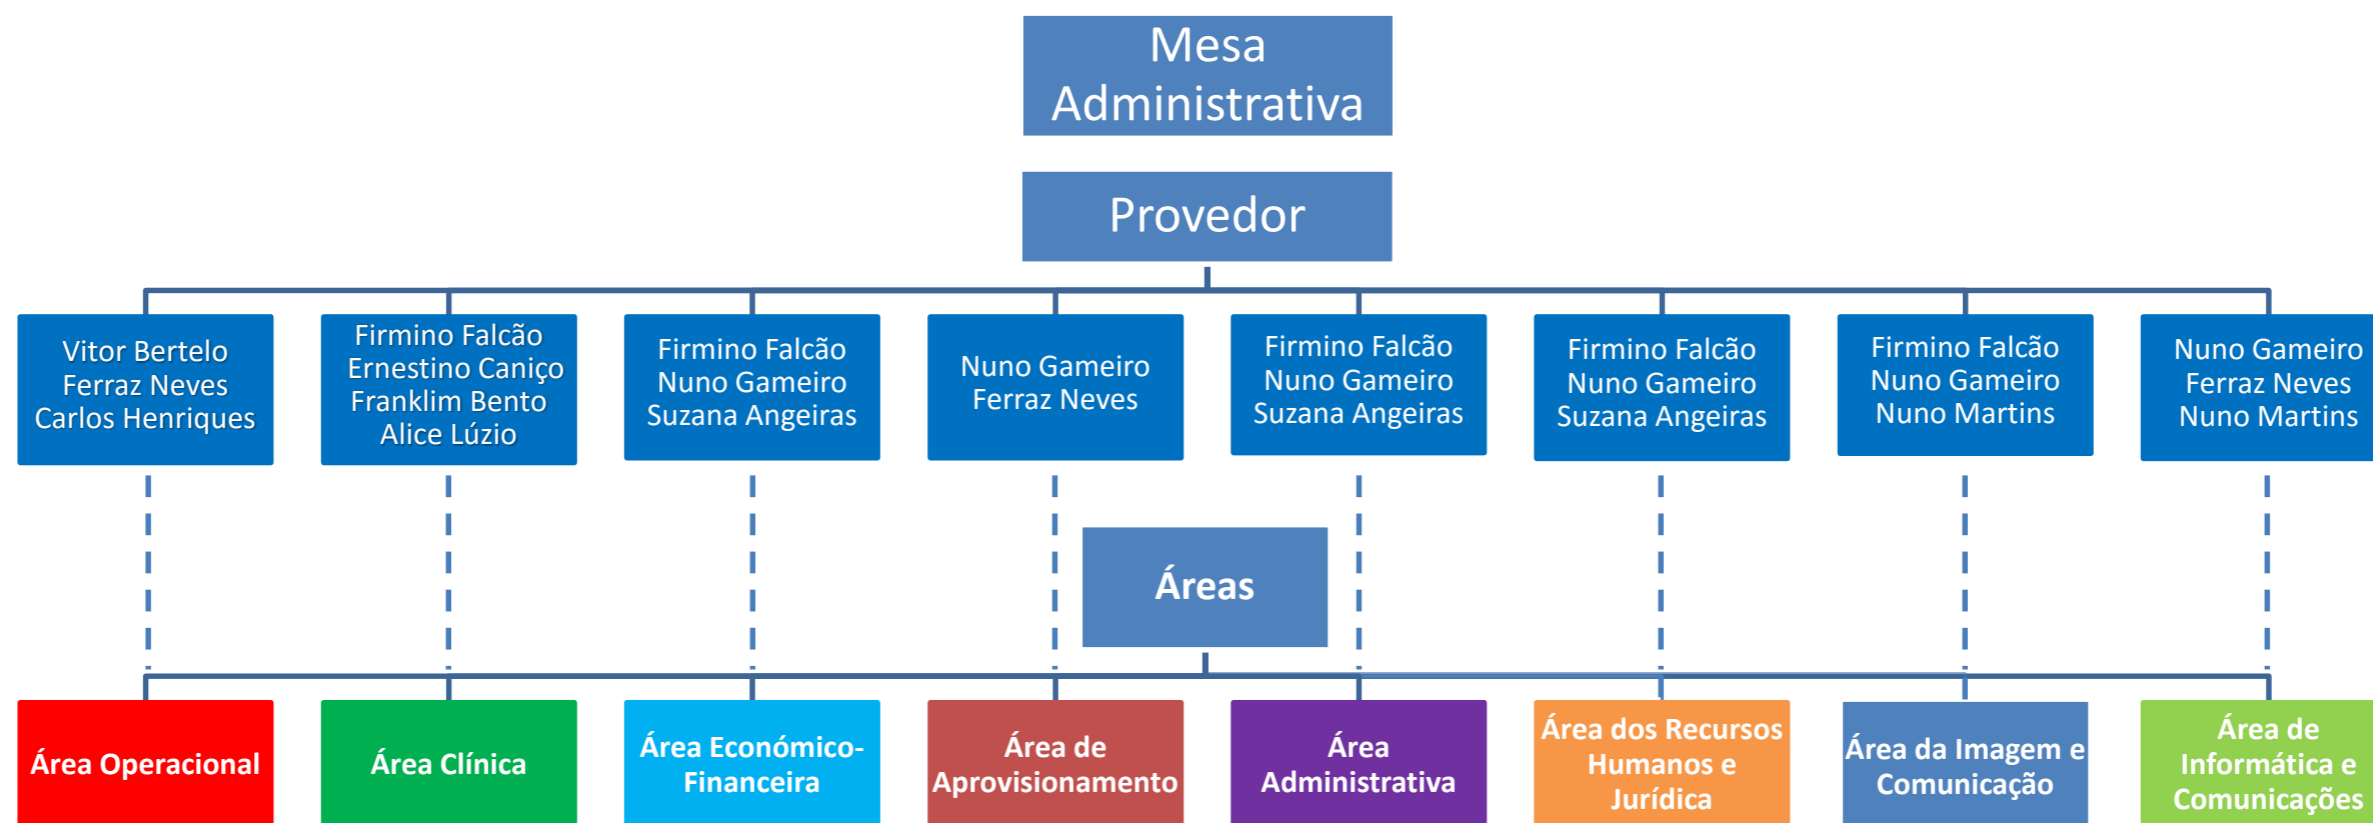 Mesa
Administrativa
Provedor
Vitor Bertelo
Ferraz Neves
Carlos Henriques
Firmino Falcão
Ernestino Caniço
Franklim Bento
Alice Lúzio
Firmino Falcão
Nuno Gameiro
Suzana Angeiras
Nuno Gameiro
Ferraz Neves
Firmino Falcão
Nuno Gameiro
Suzana Angeiras
Firmino Falcão
Nuno Gameiro
Suzana Angeiras
Firmino Falcão
Nuno Gameiro
Nuno Martins
Nuno Gameiro
Ferraz Neves
Nuno Martins
Áreas
Área Operacional
Área Clínica
Área Económico-
Financeira
Área de
Aprovisionamento
Área
Administrativa
Área dos Recursos
Humanos e
Jurídica
Área da Imagem e
Comunicação
Área de
Informática e
Comunicações